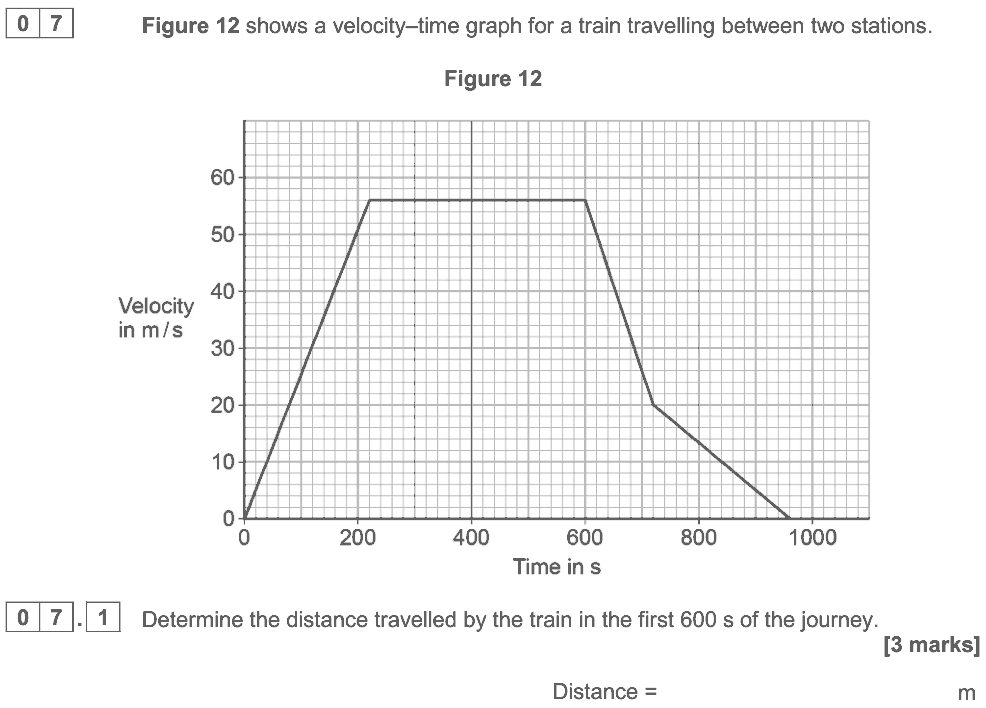 0 7 Figure 12 shows a velocity–time graph for a train travelling between two stations.
Figure 12
60
50
40
30
20
10
0
Velocity
in m / s
0 200 400 600 800 1000
Time in s
0 7 . 1 Determine the distance travelled by the train in the first 600 s of the journey.
[3 marks]
Distance = m